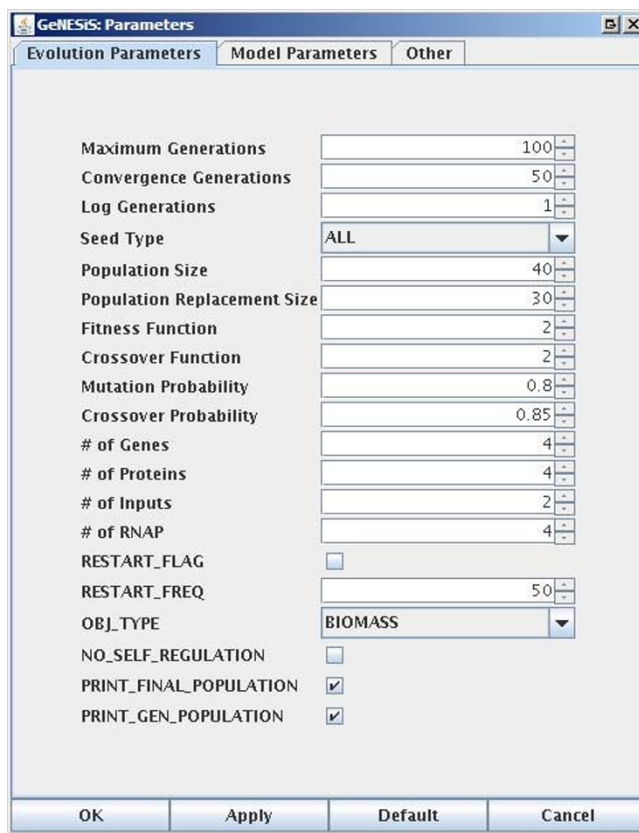 GeNESiS: Parameters
Evolution Parameters Model Parameters Other
Maximum Generations 100
Convergence Generations 50
Log Generations 1
Seed Type ALL
Population Size 40
Population Replacement Size 30
Fitness Function 2
Crossover Function 2
Mutation Probability 0.8
Crossover Probability 0.85
# of Genes 4
# of Proteins 4
# of Inputs 2
# of RNAP 4
RESTART_FLAG
RESTART_FREQ 50
OBJ_TYPE BIOMASS
NO_SELF_REGULATION
PRINT_FINAL_POPULATION
PRINT_GEN_POPULATION
OK Apply Default Cancel